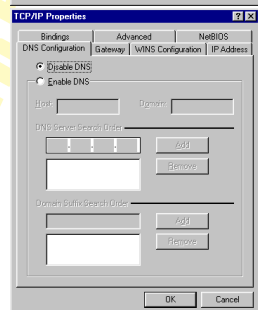 TCP/IP Properties
Bindings Advanced NetBIOS
DNS Configuration Gateway WINS Configuration IP Address
Disable DNS
Enable DNS
Host: Domain:
DNS Server Search Order
Add
Remove
Domain Suffix Search Order
Add
Remove
OK Cancel